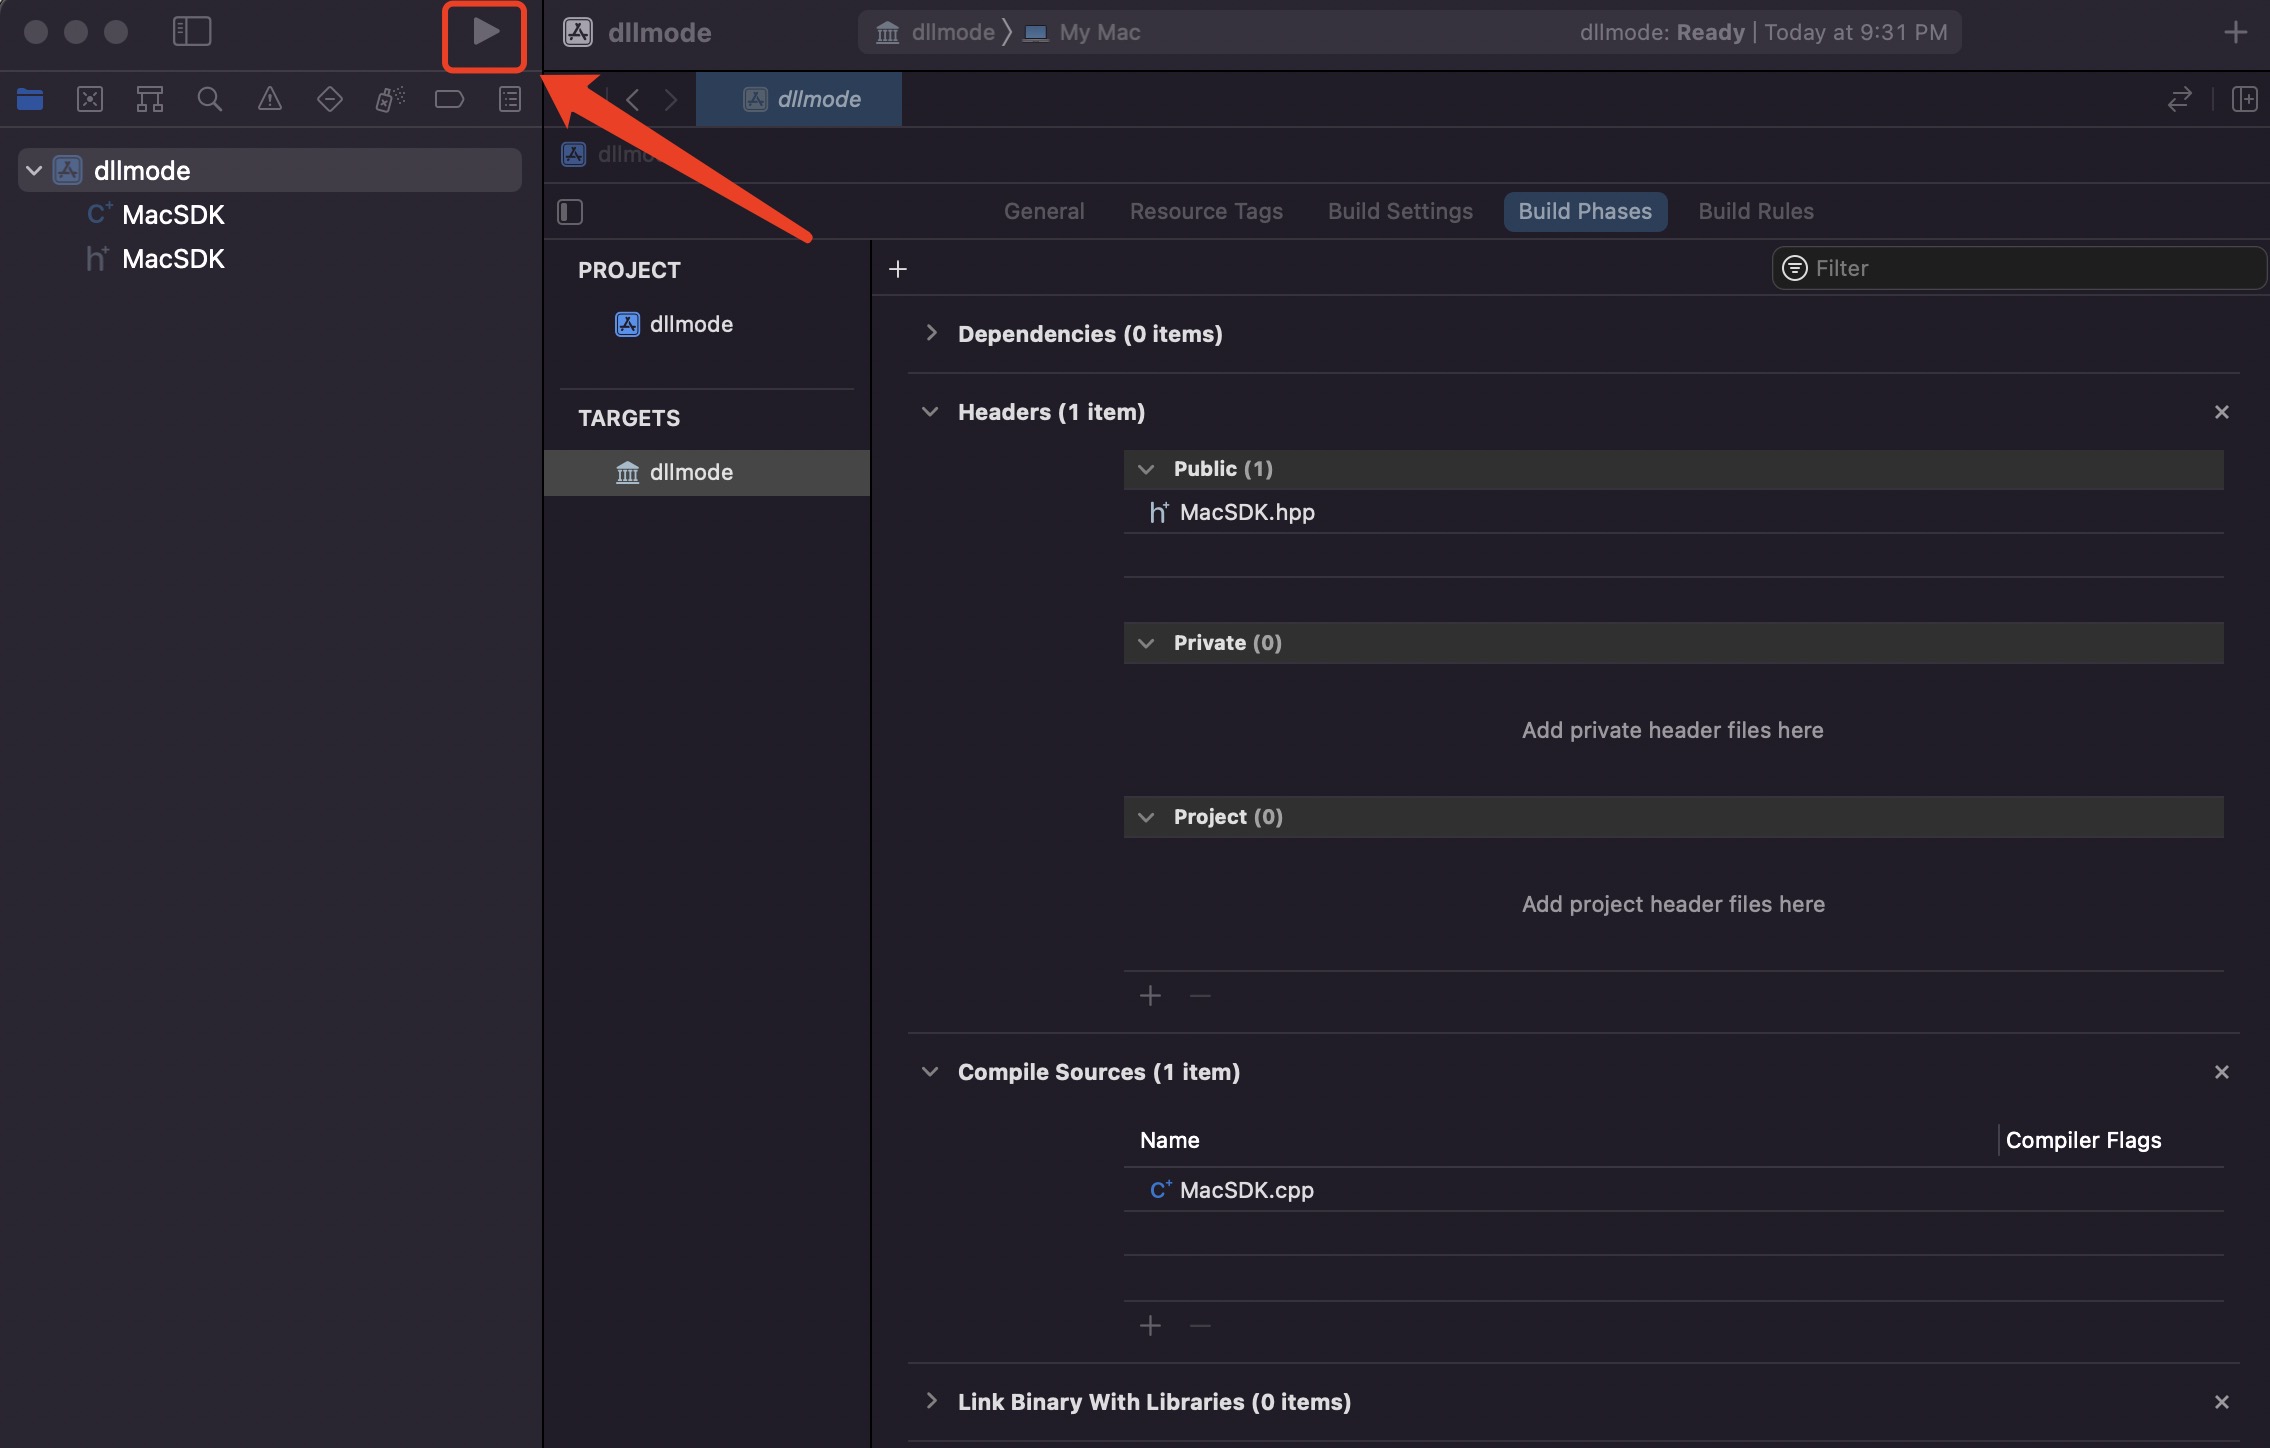 dllmode
dllmode 〉 My Mac
dllmode: Ready | Today at 9:31 PM
dllmode
dllmode
MacSDK
MacSDK
General
Resource Tags
Build Settings
Build Phases
Build Rules
PROJECT
dllmode
TARGETS
dllmode
Filter
Dependencies (0 items)
Headers (1 item)
Public (1)
MacSDK.hpp
Private (0)
Add private header files here
Project (0)
Add project header files here
Compile Sources (1 item)
Name
Compiler Flags
MacSDK.cpp
Link Binary With Libraries (0 items)